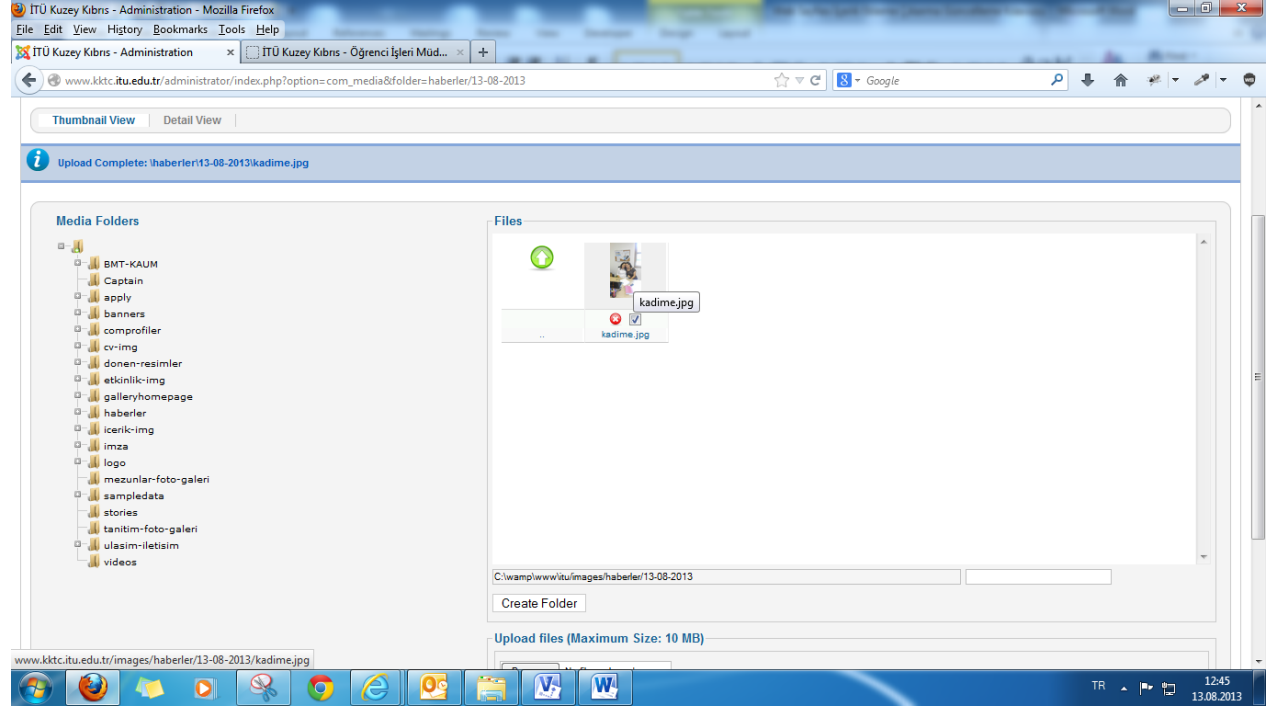 İTÜ Kuzey Kıbrıs - Administration - Mozilla Firefox
File Edit View History Bookmarks Tools Help
İTÜ Kuzey Kıbrıs - Administration × İTÜ Kuzey Kıbrıs - Öğrenci İşleri Müd... × +
www.kktc.itu.edu.tr/administrator/index.php?option=com_media&folder=haberler/13-08-2013 Google
Thumbnail View Detail View
Upload Complete: \haberler\13-08-2013\kadime.jpg
Media Folders
BMT-KAUM
Captain
apply
banners
comprofiler
cv-img
donen-resimler
etkinlik-img
galleryhomepage
haberler
icerik-img
imza
logo
mezunlar-foto-galeri
sampledata
stories
tanitim-foto-galeri
ulasim-iletisim
videos
Files
kadime.jpg
.. kadime.jpg
C:\wamp\www\itu/images/haberler/13-08-2013
Create Folder
Upload files (Maximum Size: 10 MB)
www.kktc.itu.edu.tr/images/haberler/13-08-2013/kadime.jpg
TR 12:45
13.08.2013